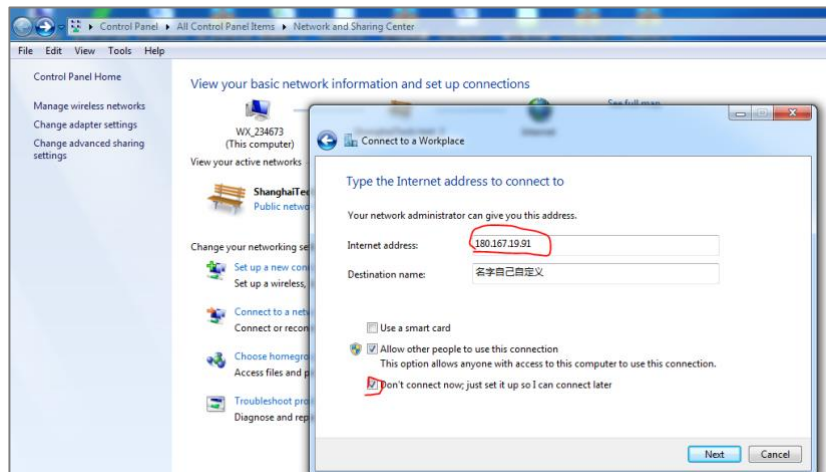 Control Panel ▸ All Control Panel Items ▸ Network and Sharing Center
File Edit View Tools Help
Control Panel Home
Manage wireless networks
Change adapter settings
Change advanced sharing
settings
View your basic network information and set up connections
See full map
WX_234673
(This computer)
View your active networks
ShanghaiTec
Public netwo
Change your networking se
Set up a new con
Set up a wireless,
Connect to a netw
Connect or recon
Choose homegro
Access files and p
Troubleshoot pro
Diagnose and rep
Connect to a Workplace
Type the Internet address to connect to
Your network administrator can give you this address.
Internet address:
180.167.19.91
Destination name:
名字自己自定义
Use a smart card
Allow other people to use this connection
This option allows anyone with access to this computer to use this connection.
Don't connect now; just set it up so I can connect later
Next
Cancel